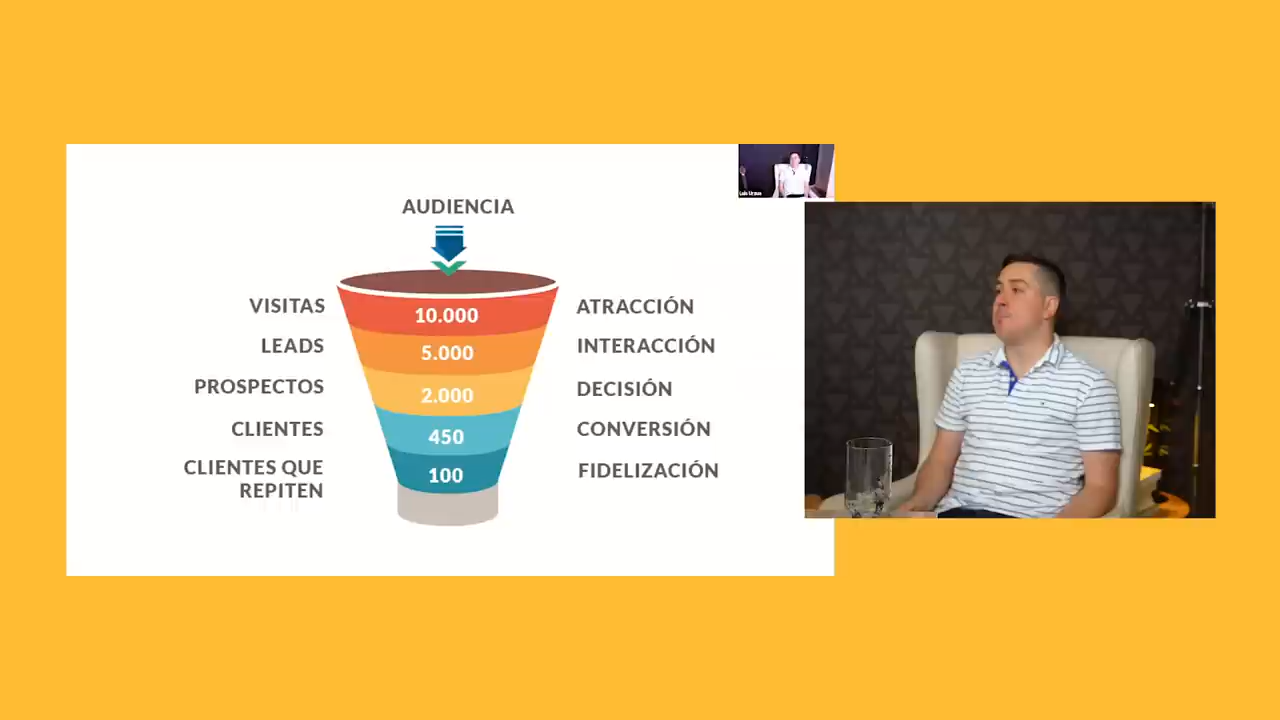 AUDIENCIA
VISITAS 10.000 ATRACCIÓN
LEADS 5.000 INTERACCIÓN
PROSPECTOS 2.000 DECISIÓN
CLIENTES 450 CONVERSIÓN
CLIENTES QUE
REPITEN
100 FIDELIZACIÓN